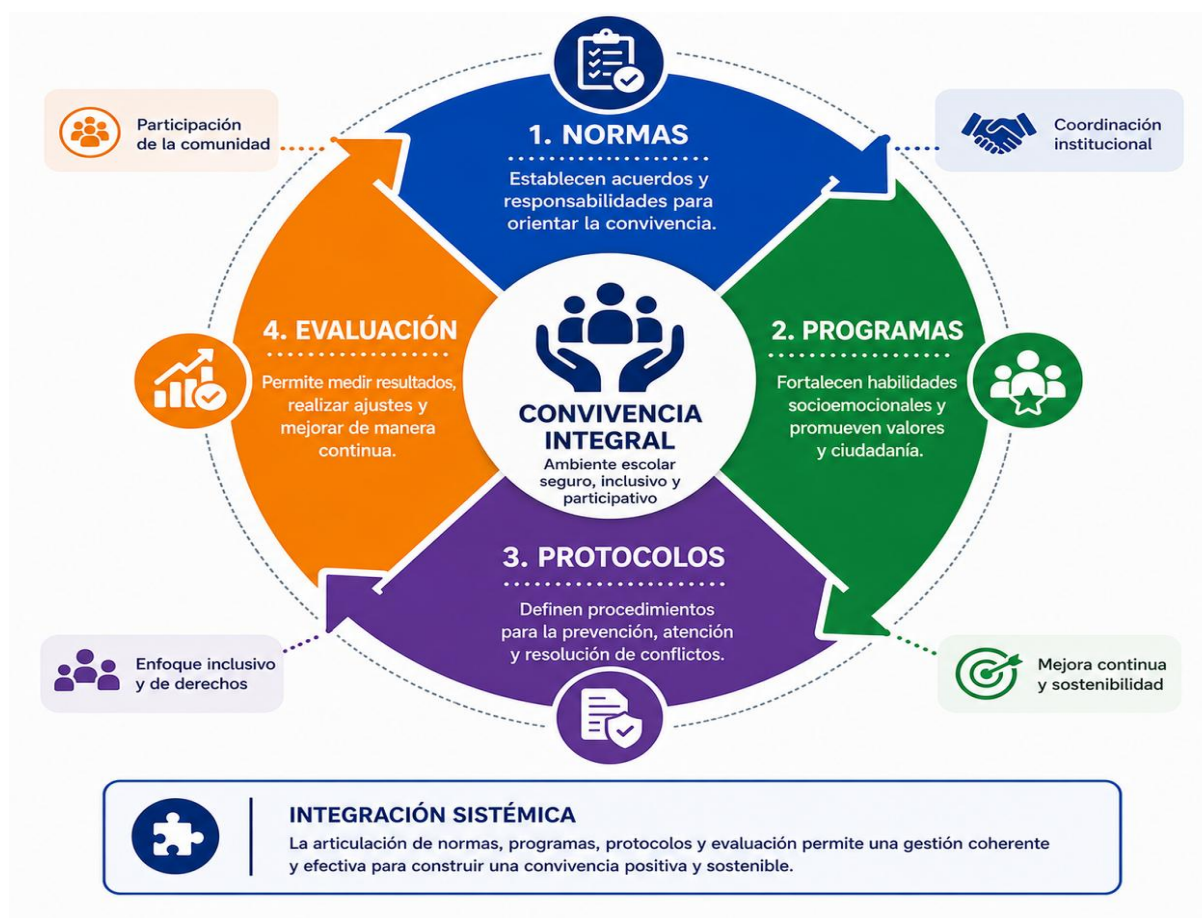 Participación
de la comunidad
Coordinación
institucional
1. NORMAS
Establecen acuerdos y
responsabilidades para
orientar la convivencia.
2. PROGRAMAS
Fortalecen habilidades
socioemocionales y
promueven valores
y ciudadanía.
CONVIVENCIA
INTEGRAL
Ambiente escolar
seguro, inclusivo y
participativo
4. EVALUACIÓN
Permite medir resultados,
realizar ajustes y
mejorar de manera
continua.
3. PROTOCOLOS
Definen procedimientos
para la prevención, atención
y resolución de conflictos.
Enfoque inclusivo
y de derechos
Mejora continua
y sostenibilidad
INTEGRACIÓN SISTÉMICA
La articulación de normas, programas, protocolos y evaluación permite una gestión coherente
y efectiva para construir una convivencia positiva y sostenible.